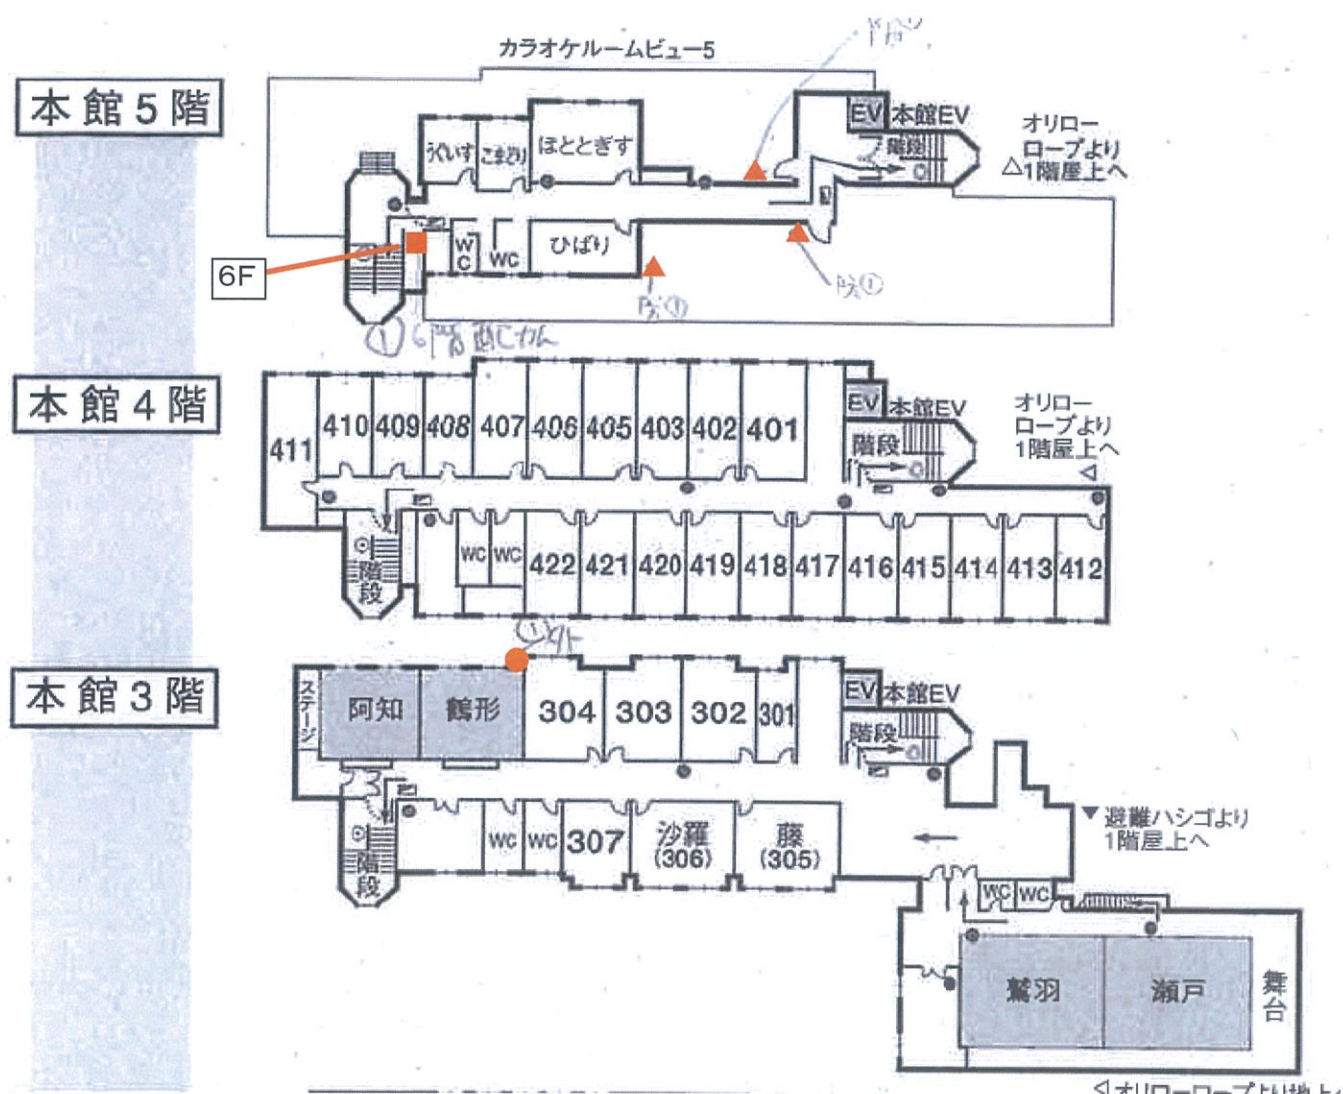 カラオケルームビュー5
本館5階
EV 本館EV
階段
オリロー
ロープより
△1階屋上へ
うぐいす
こまどり
ほととぎす
WC
WC
ひばり
6F
① 6階
①
①
本館4階
411
410
409
408
407
406
405
403
402
401
EV
本館EV
階段
オリロー
ロープより
1階屋上へ
◁
階段
WC
WC
422
421
420
419
418
417
416
415
414
413
412
①
本館3階
ステージ
阿知
鶴形
304
303
302
301
EV
本館EV
階段
階段
WC
WC
307
沙羅
(306)
藤
(305)
▼避難ハシゴより
1階屋上へ
WC
WC
鷲羽
瀬戸
舞台